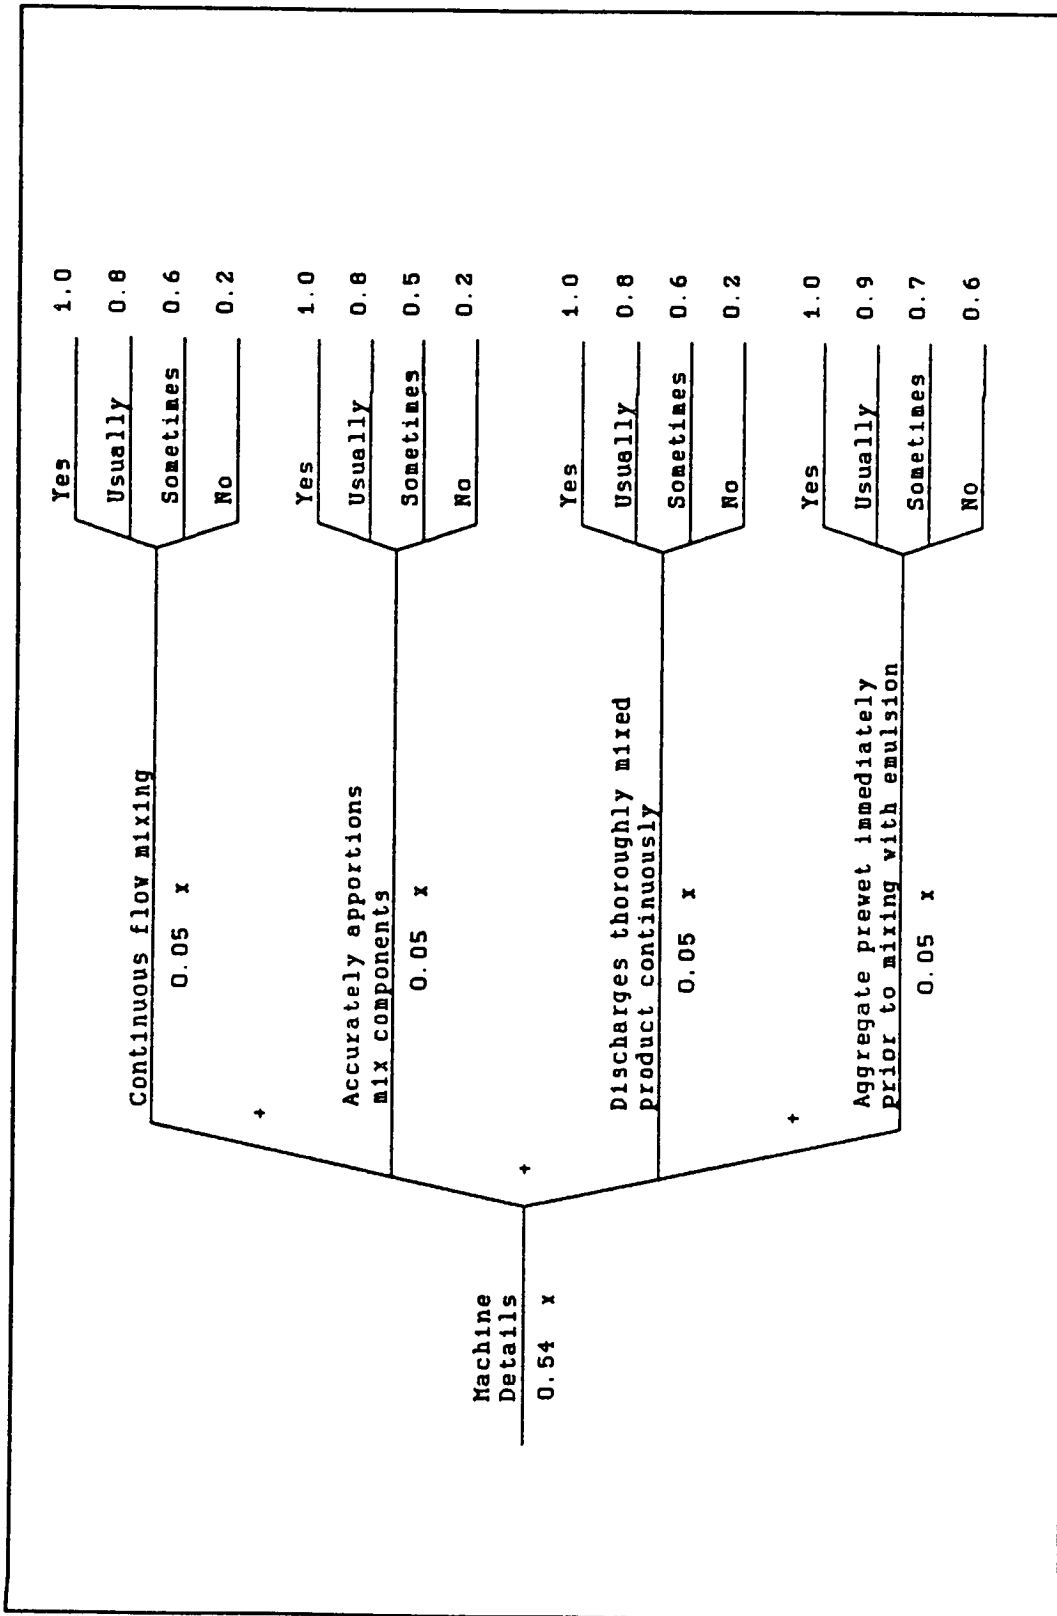 Machine
Details
0.54 x
+
+
+
Continuous flow mixing
0.05 x
Yes 1.0
Usually 0.8
Sometimes 0.6
No 0.2
Accurately apportions
mix components
0.05 x
Yes 1.0
Usually 0.8
Sometimes 0.5
No 0.2
Discharges thoroughly mixed
product continuously
0.05 x
Yes 1.0
Usually 0.8
Sometimes 0.6
No 0.2
Aggregate prewet immediately
prior to mixing with emulsion
0.05 x
Yes 1.0
Usually 0.9
Sometimes 0.7
No 0.6